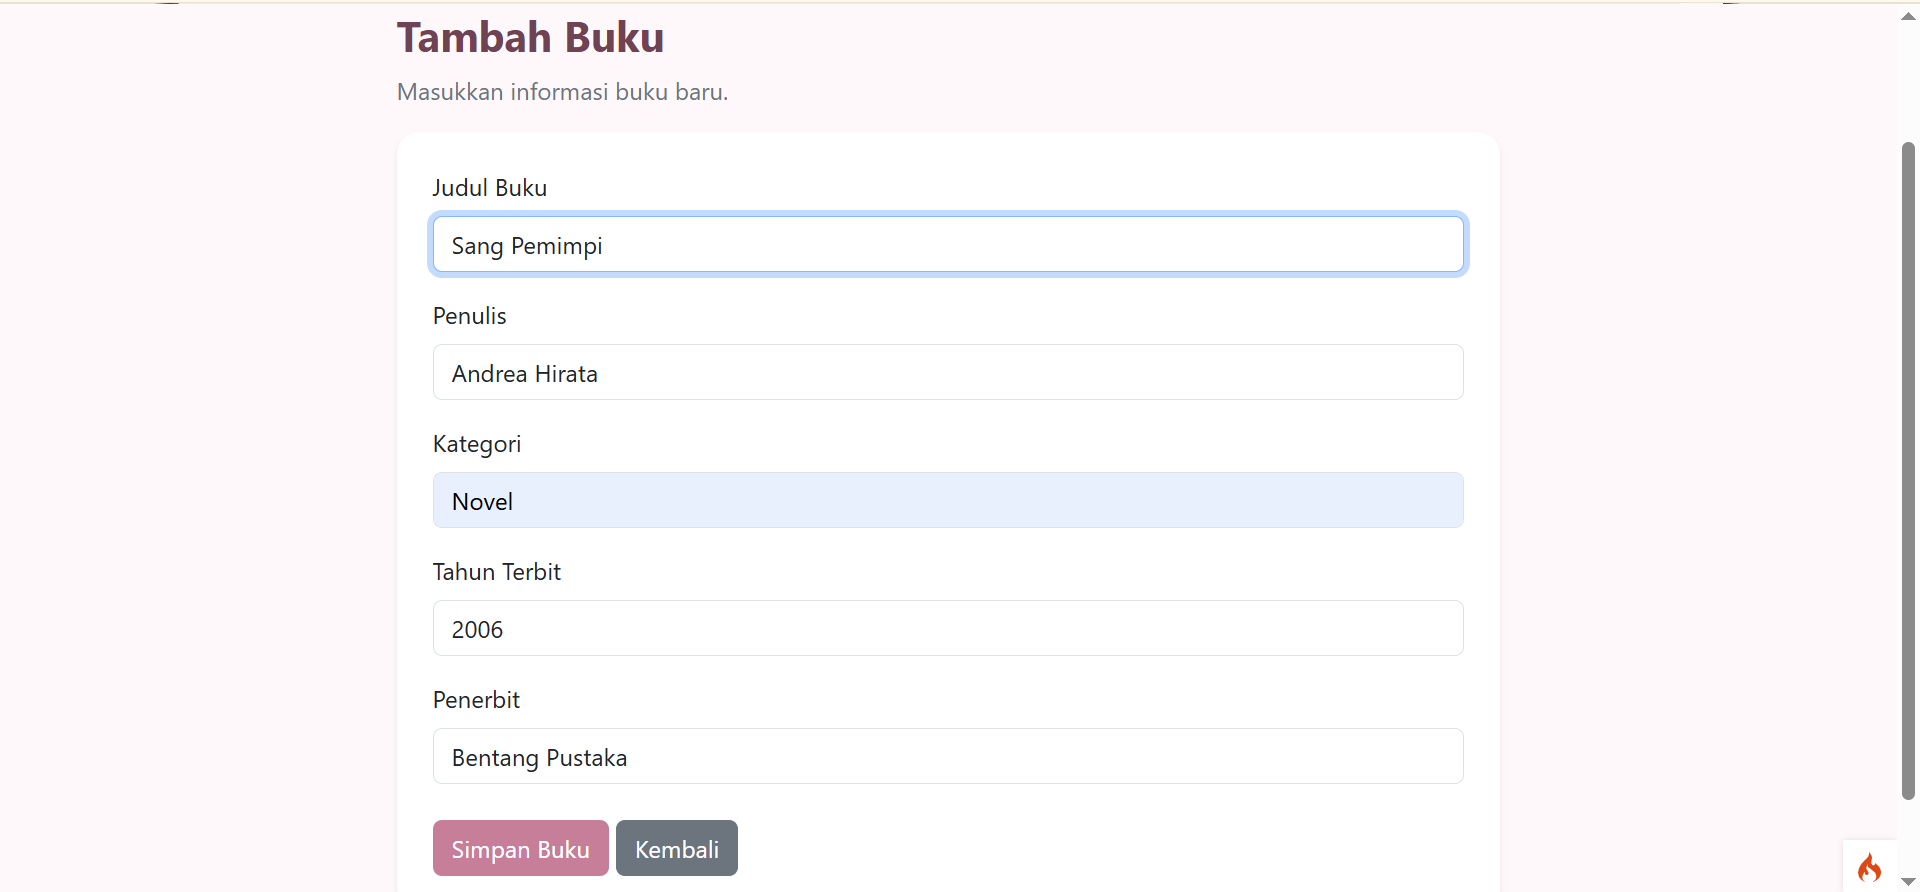 Tambah Buku
Masukkan informasi buku baru.
Judul Buku
Sang Pemimpi
Penulis
Andrea Hirata
Kategori
Novel
Tahun Terbit
2006
Penerbit
Bentang Pustaka
Simpan Buku Kembali